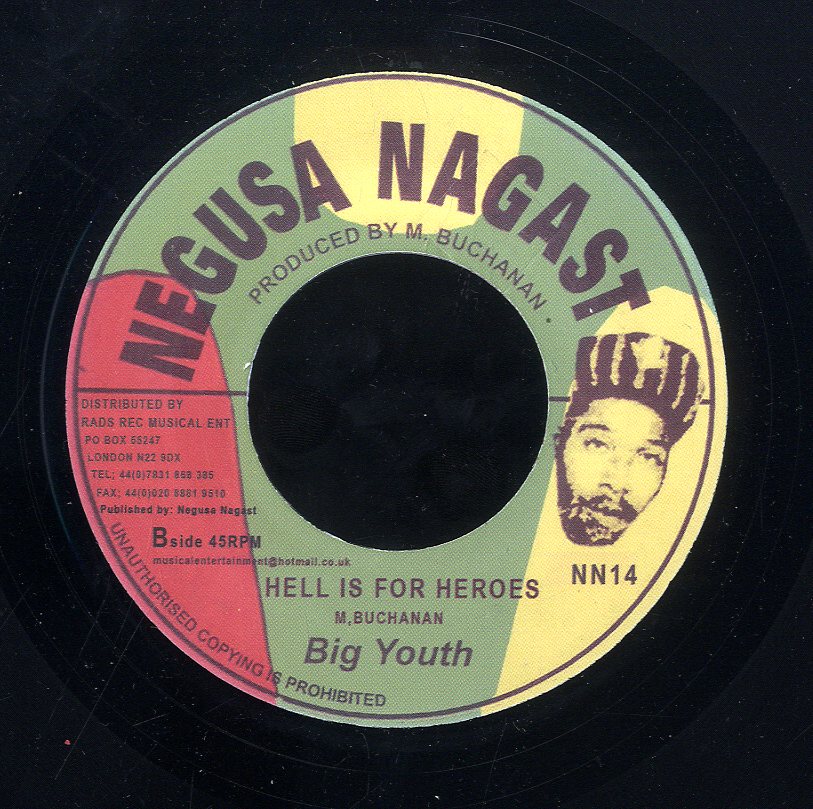 NEGUSA NAGAST
PRODUCED BY M. BUCHANAN.
DISTRIBUTED BY
RADS REC MUSICAL ENT
PO BOX 55247
LONDON N22 9DX
TEL; 44(0)7831 868 385
FAX; 44(0)020 8881 9510
Published by: Negusa Nagast
Bside 45RPM
musicalentertainment@hotmail.co.uk
HELL IS FOR HEROES
NN14
M,BUCHANAN
Big Youth
UNAUTHORISED COPYING IS PROHIBITED